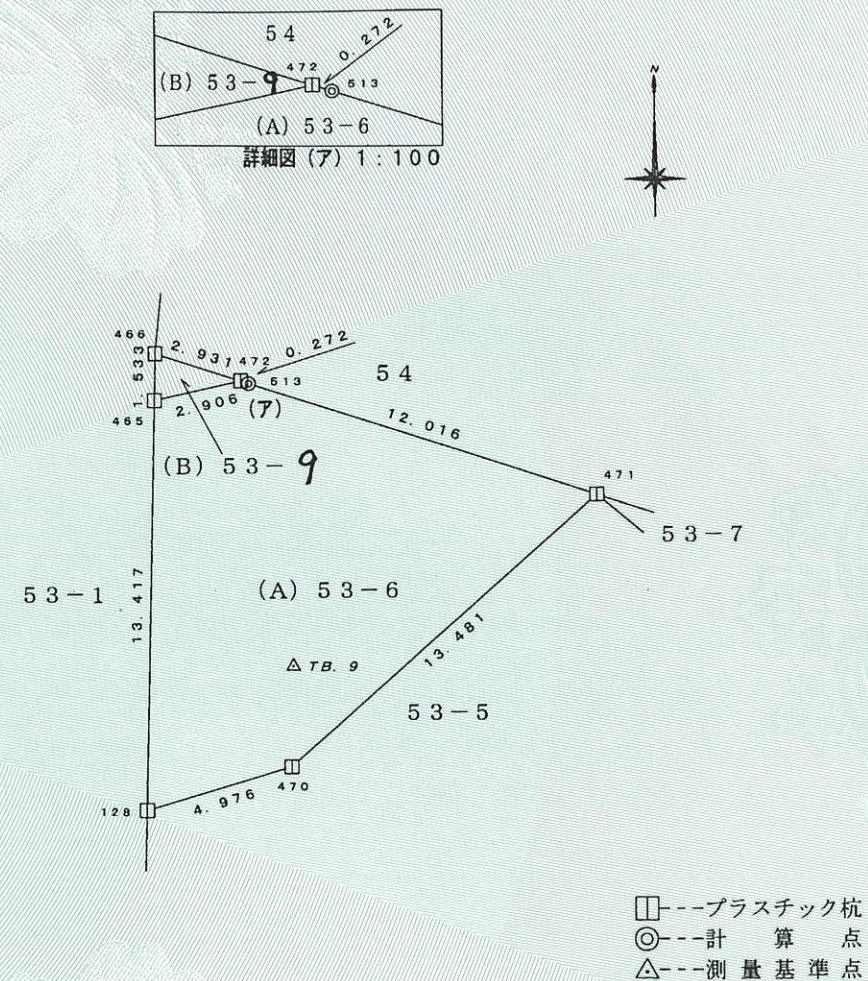 54
472
0.272
(B) 53-9
513
(A) 53-6
詳細図(ア) 1:100
N
466
2.931
472
0.272
1.533
513
54
2.906
(ア)
465
12.016
(B) 53-9
471
53-7
53-1
13.417
(A) 53-6
13.481
TB.9
53-5
470
4.976
128
---プラスチック杭
---計算点
---測量基準点